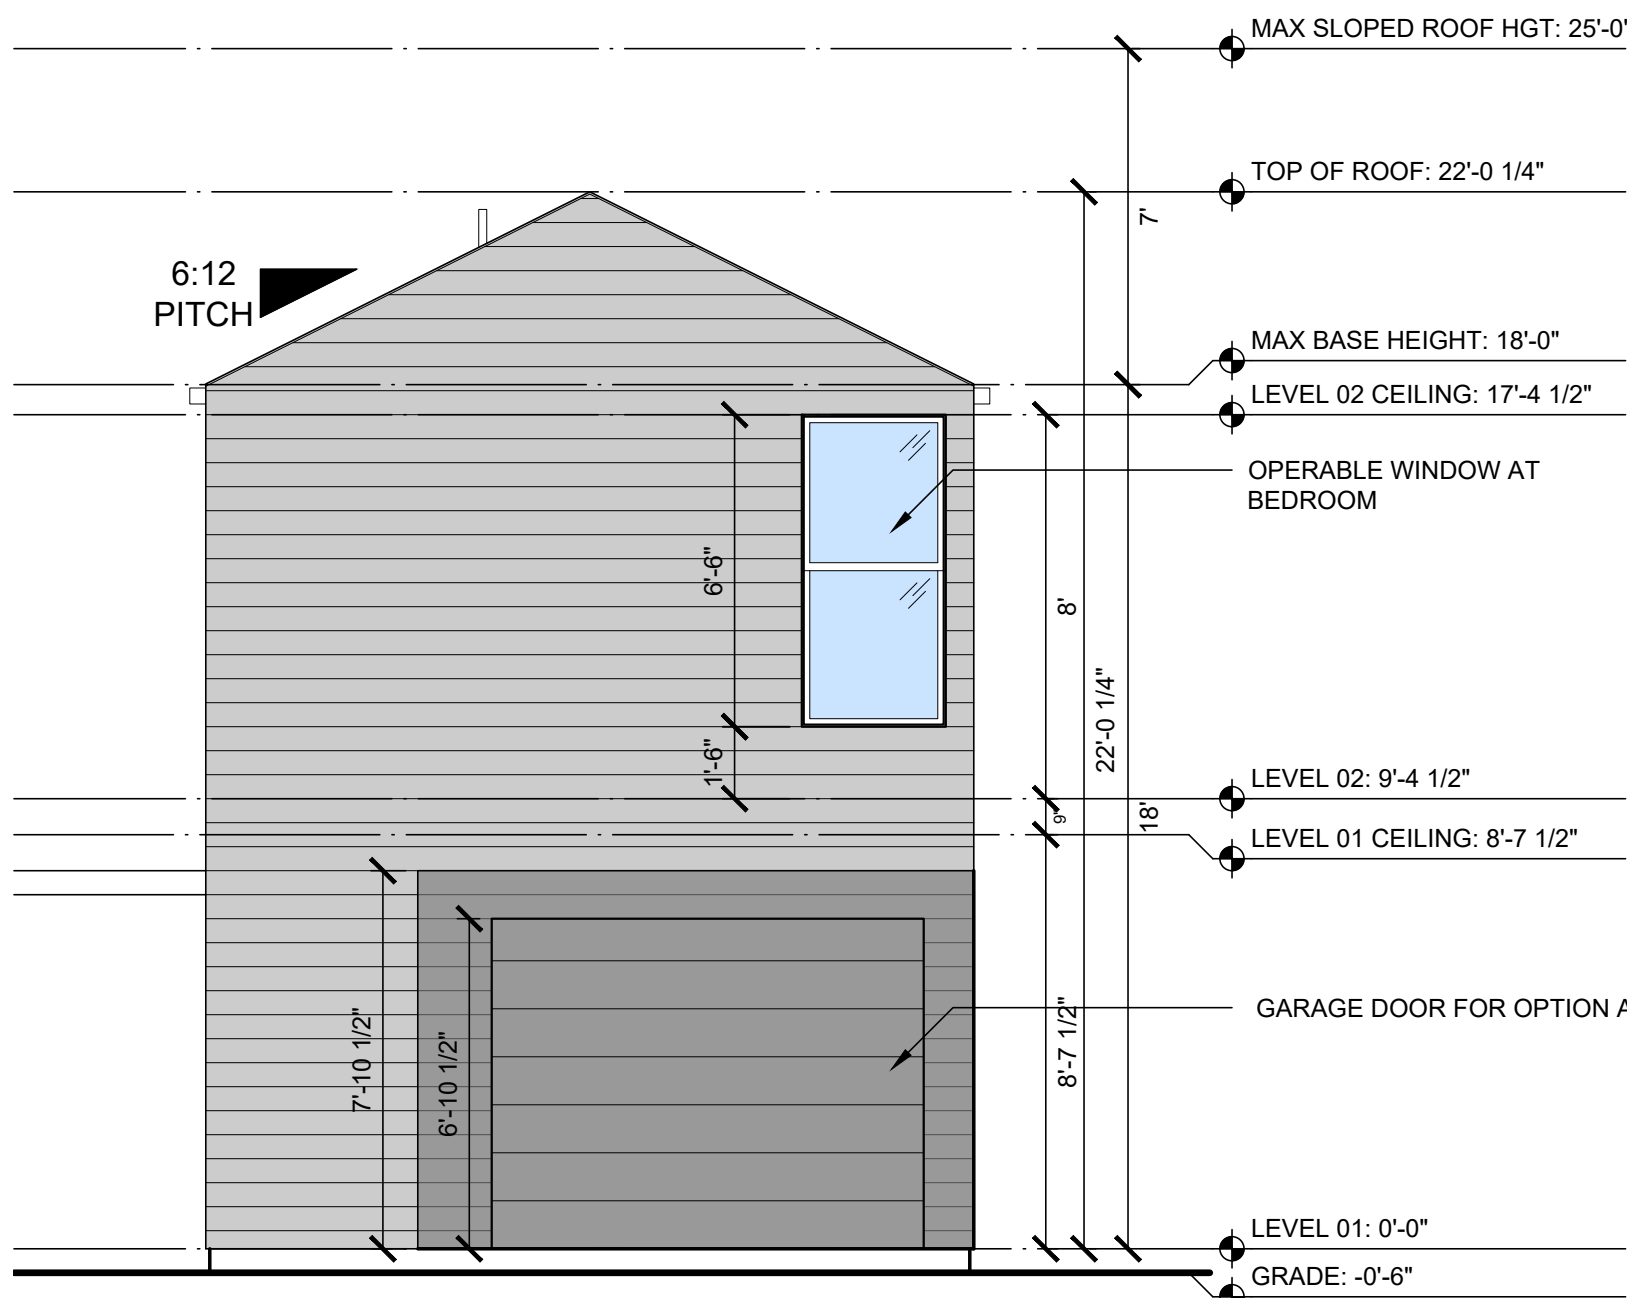 MAX SLOPED ROOF HGT: 25'-0"
TOP OF ROOF: 22'-0 1/4"
7'
6:12
PITCH
MAX BASE HEIGHT: 18'-0"
LEVEL 02 CEILING: 17'-4 1/2"
OPERABLE WINDOW AT
BEDROOM
6'-6"
8'
22'-0 1/4"
1'-6"
LEVEL 02: 9'-4 1/2"
9"
18'
LEVEL 01 CEILING: 8'-7 1/2"
GARAGE DOOR FOR OPTION A
7'-10 1/2"
6'-10 1/2"
8'-7 1/2"
LEVEL 01: 0'-0"
GRADE: -0'-6"